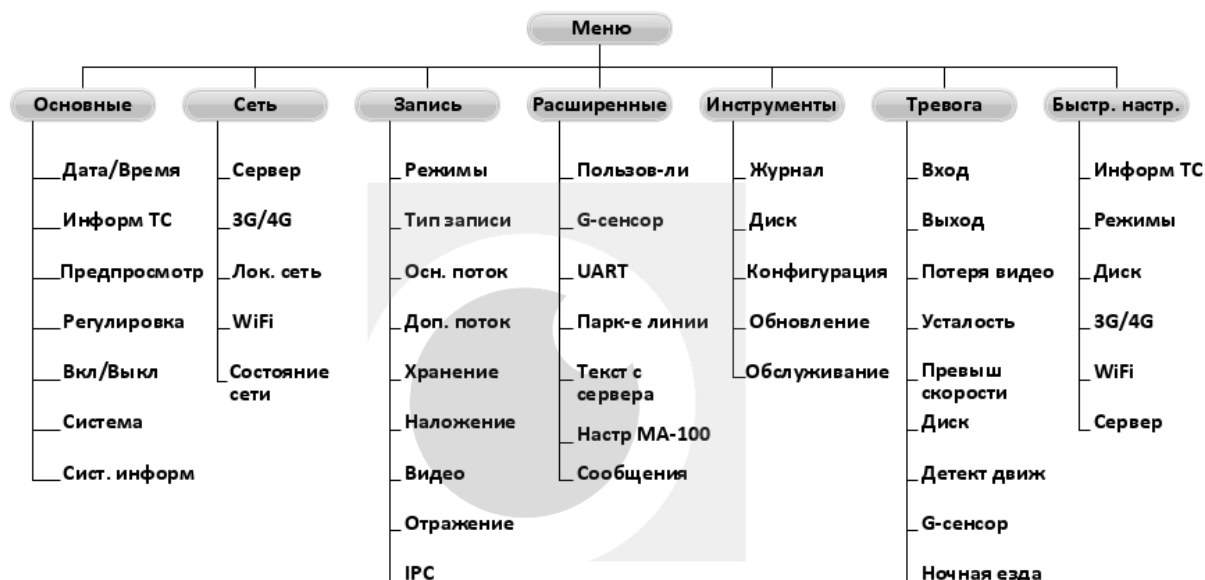 Меню
Основные
Сеть
Запись
Расширенные
Инструменты
Тревога
Быстр. настр.
Дата/Время
Информ ТС
Предпросмотр
Регулировка
Вкл/Выкл
Система
Сист. информ
Сервер
3G/4G
Лок. сеть
WiFi
Состояние
сети
Режимы
Тип записи
Осн. поток
Доп. поток
Хранение
Наложение
Видео
Отражение
IPC
Пользов-ли
G-сенсор
UART
Парк-е линии
Текст с
сервера
Настр МА-100
Сообщения
Журнал
Диск
Конфигурация
Обновление
Обслуживание
Вход
Выход
Потеря видео
Усталость
Превыш
скорости
Диск
Детект движ
G-сенсор
Ночная езда
Информ ТС
Режимы
Диск
3G/4G
WiFi
Сервер